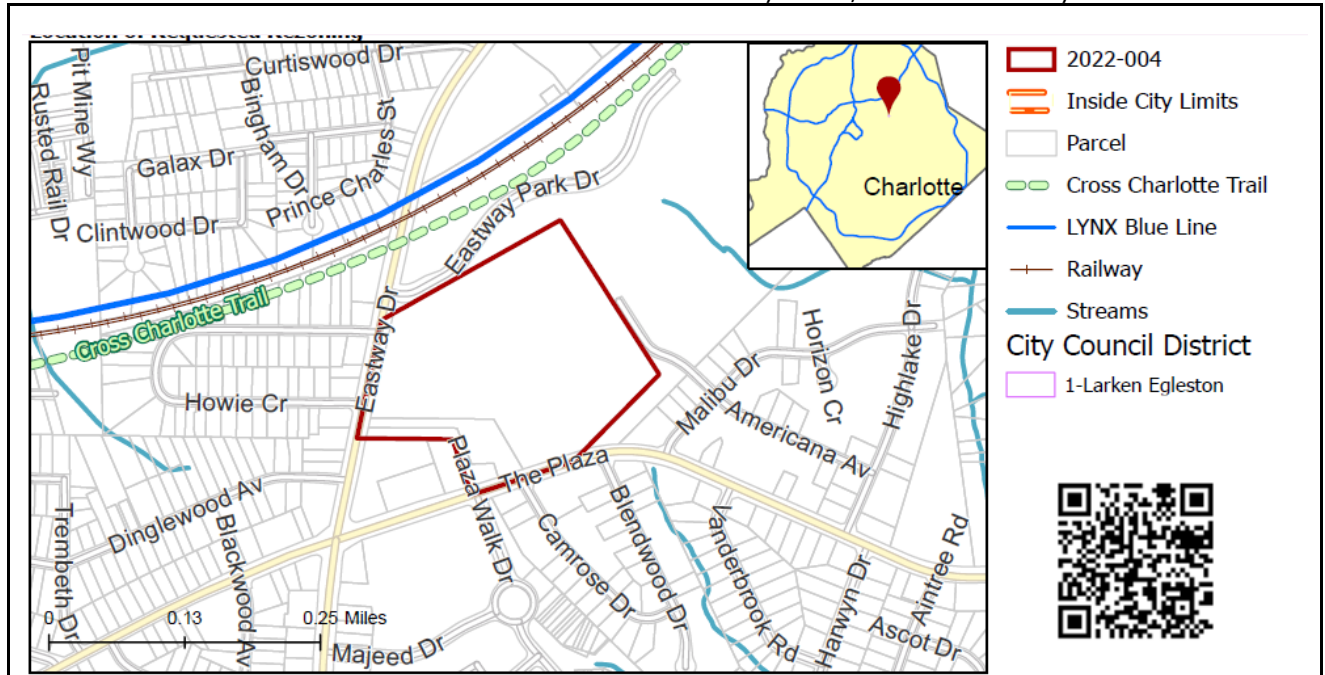 Location of Requested Rezoning
Curtiswood Dr
Pit Mine Wy
Rusted Rail Dr
Bingham Dr
Prince Charles St
Galax Dr
Clintwood Dr
Eastway Park Dr
Cross Charlotte Trail
Eastway Dr
Howie Cr
Plaza Walk Dr
The Plaza
Malibu Dr
Horizon Cr
Highlake Dr
Americana Av
Dinglewood Av
Blackwood Av
Trembeth Dr
Camrose Dr
Blendwood Dr
Vanderbrook Rd
Harwyn Dr
Aintree Rd
Ascot Dr
Majeed Dr
0 0.13 0.25 Miles
Charlotte
2022-004
Inside City Limits
Parcel
Cross Charlotte Trail
LYNX Blue Line
Railway
Streams
City Council District
1-Larken Egleston